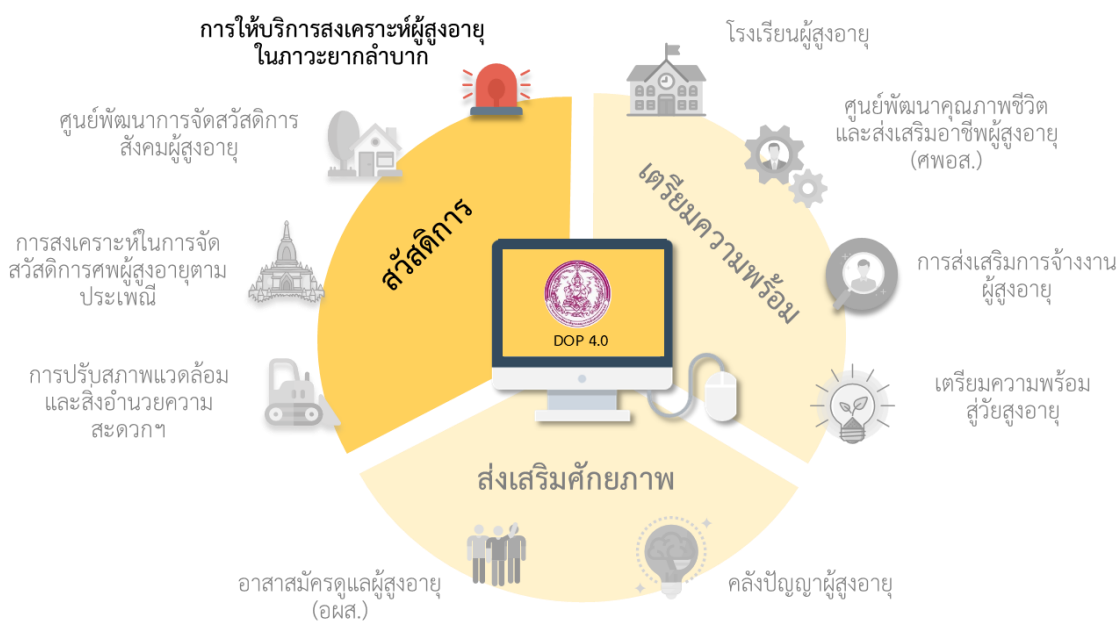 การให้บริการสงเคราะห์ผู้สูงอายุ
ในภาวะยากลำบาก
ศูนย์พัฒนาการจัดสวัสดิการ
สังคมผู้สูงอายุ
การสงเคราะห์ในการจัด
สวัสดิการศพผู้สูงอายุตาม
ประเพณี
การปรับสภาพแวดล้อม
และสิ่งอำนวยความ
สะดวกฯ
สวัสดิการ
โรงเรียนผู้สูงอายุ
ศูนย์พัฒนาคุณภาพชีวิต
และส่งเสริมอาชีพผู้สูงอายุ
(ศพอส.)
การส่งเสริมการจ้างงาน
ผู้สูงอายุ
เตรียมความพร้อม
สู่วัยสูงอายุ
เตรียมความพร้อม
DOP 4.0
ส่งเสริมศักยภาพ
อาสาสมัครดูแลผู้สูงอายุ
(อผส.)
คลังปัญญาผู้สูงอายุ